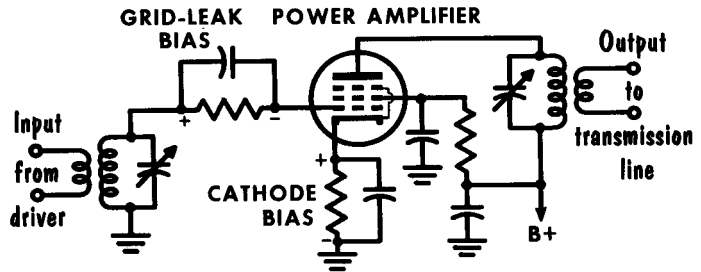 GRID-LEAK BIAS
POWER AMPLIFIER
Output
to
transmission
line
+
-
Input
from
driver
+
CATHODE
BIAS
-
B+